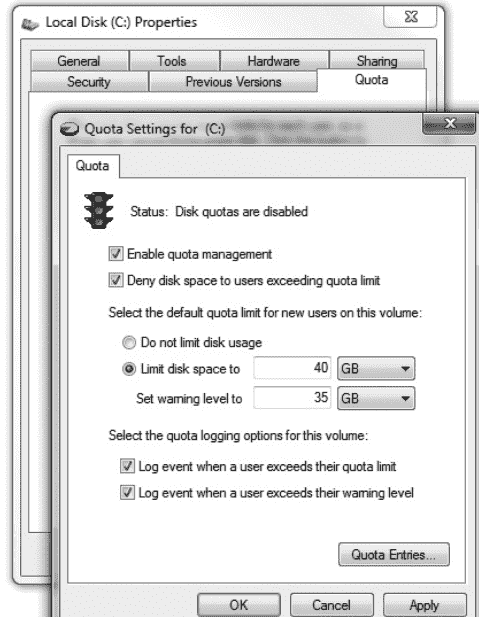 Local Disk (C:) Properties
General Tools Hardware Sharing
Security Previous Versions Quota
Quota Settings for (C:)
Quota
Status: Disk quotas are disabled
Enable quota management
Deny disk space to users exceeding quota limit
Select the default quota limit for new users on this volume:
Do not limit disk usage
Limit disk space to 40 GB
Set warning level to 35 GB
Select the quota logging options for this volume:
Log event when a user exceeds their quota limit
Log event when a user exceeds their warning level
Quota Entries...
OK Cancel Apply